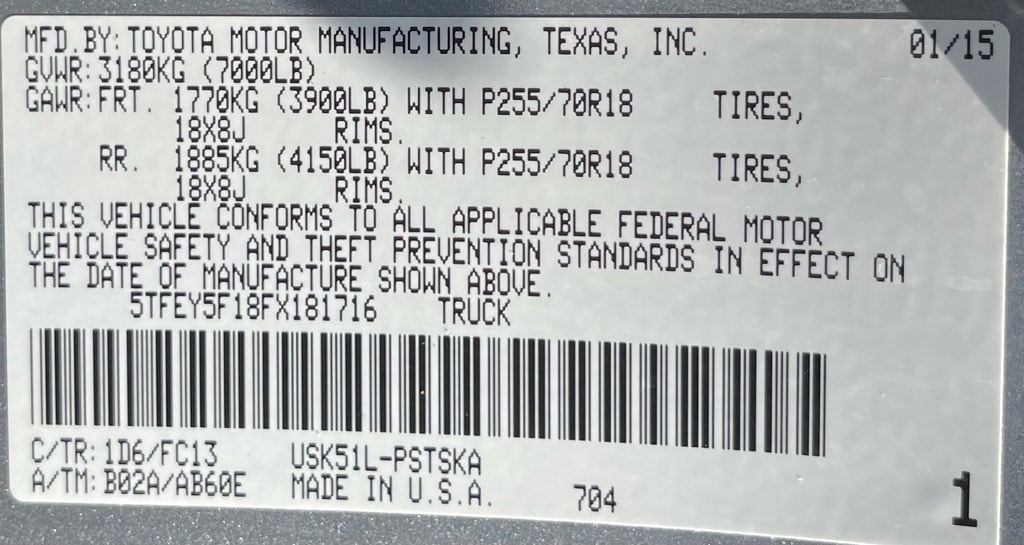 MFD.BY: TOYOTA MOTOR MANUFACTURING, TEXAS, INC. 01/15
GVWR: 3180KG (7000LB)
GAWR: FRT. 1770KG (3900LB) WITH P255/70R18 TIRES,
18X8J RIMS.
RR. 1885KG (4150LB) WITH P255/70R18 TIRES,
18X8J RIMS.
THIS VEHICLE CONFORMS TO ALL APPLICABLE FEDERAL MOTOR
VEHICLE SAFETY AND THEFT PREVENTION STANDARDS IN EFFECT ON
THE DATE OF MANUFACTURE SHOWN ABOVE.
5TFEY5F18FX181716 TRUCK
C/TR: 1D6/FC13 USK51L-PSTSKA
A/TM: B02A/AB60E MADE IN U.S.A. 704 1